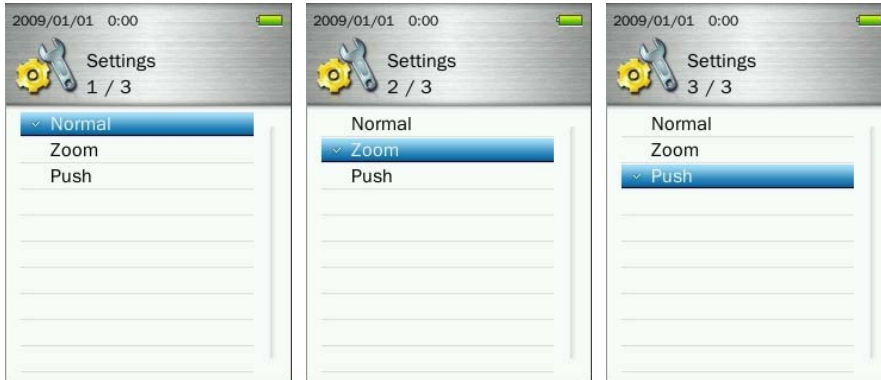 2009/01/01 0:00
Settings
1 / 3
Normal
Zoom
Push
2009/01/01 0:00
Settings
2 / 3
Normal
Zoom
Push
2009/01/01 0:00
Settings
3 / 3
Normal
Zoom
Push